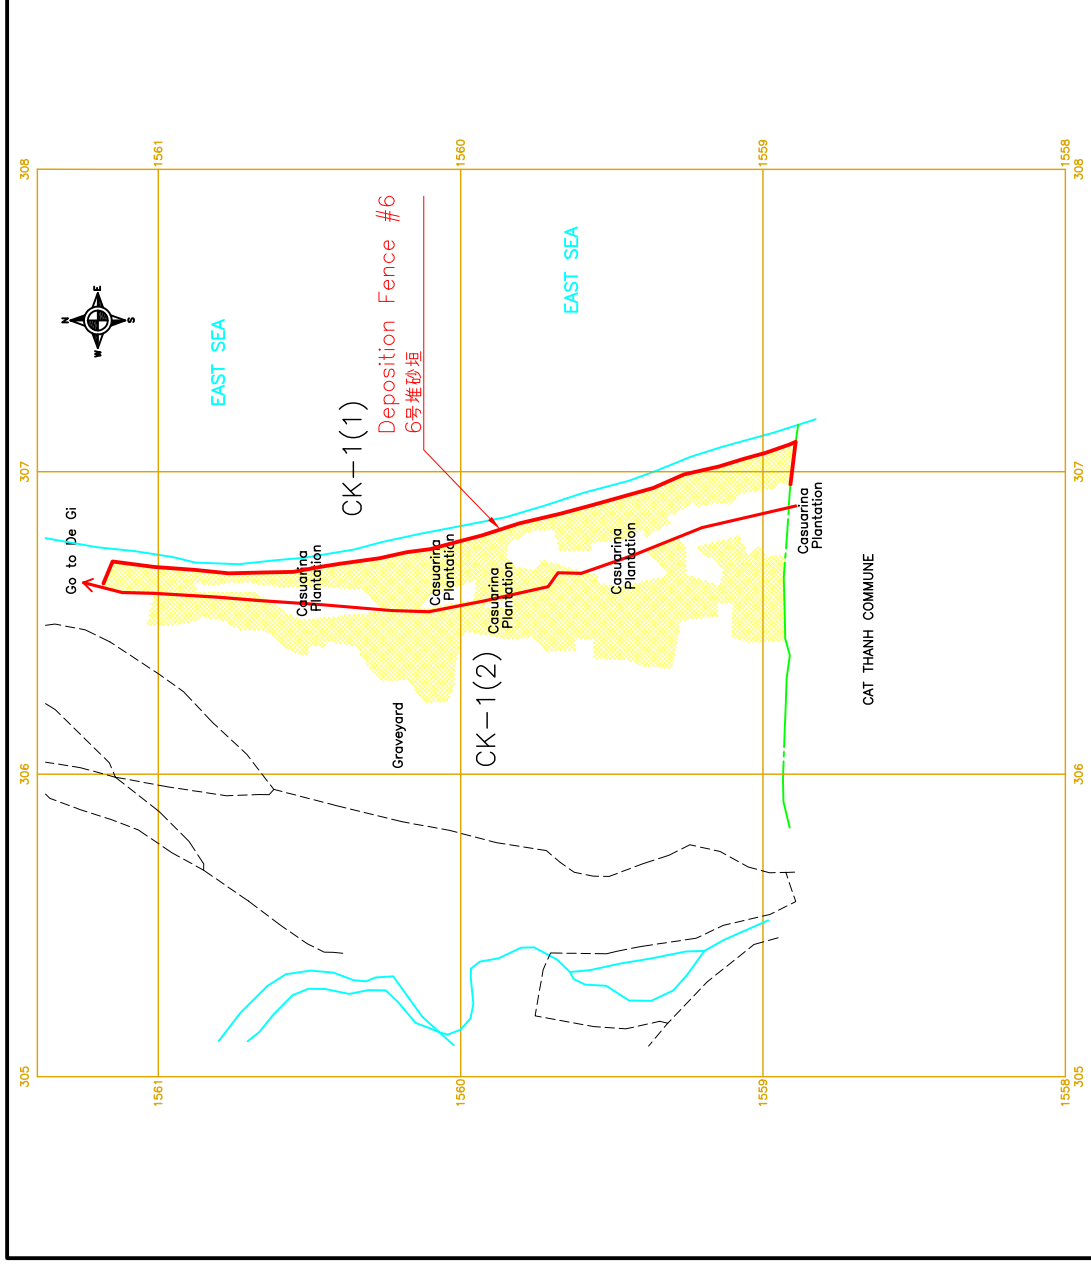 308
307
306
305
1561
1560
1559
1558
1561
1560
1559
1558
308
307
306
305
N
E
S
W
Go to De Gi
EAST SEA
EAST SEA
CK-1(1)
Deposition Fence #6
6号堆砂垣
Casuarina
Plantation
Casuarina
Plantation
Casuarina
Plantation
Casuarina
Plantation
Casuarina
Plantation
CK-1(2)
Graveyard
CAT THANH COMMUNE